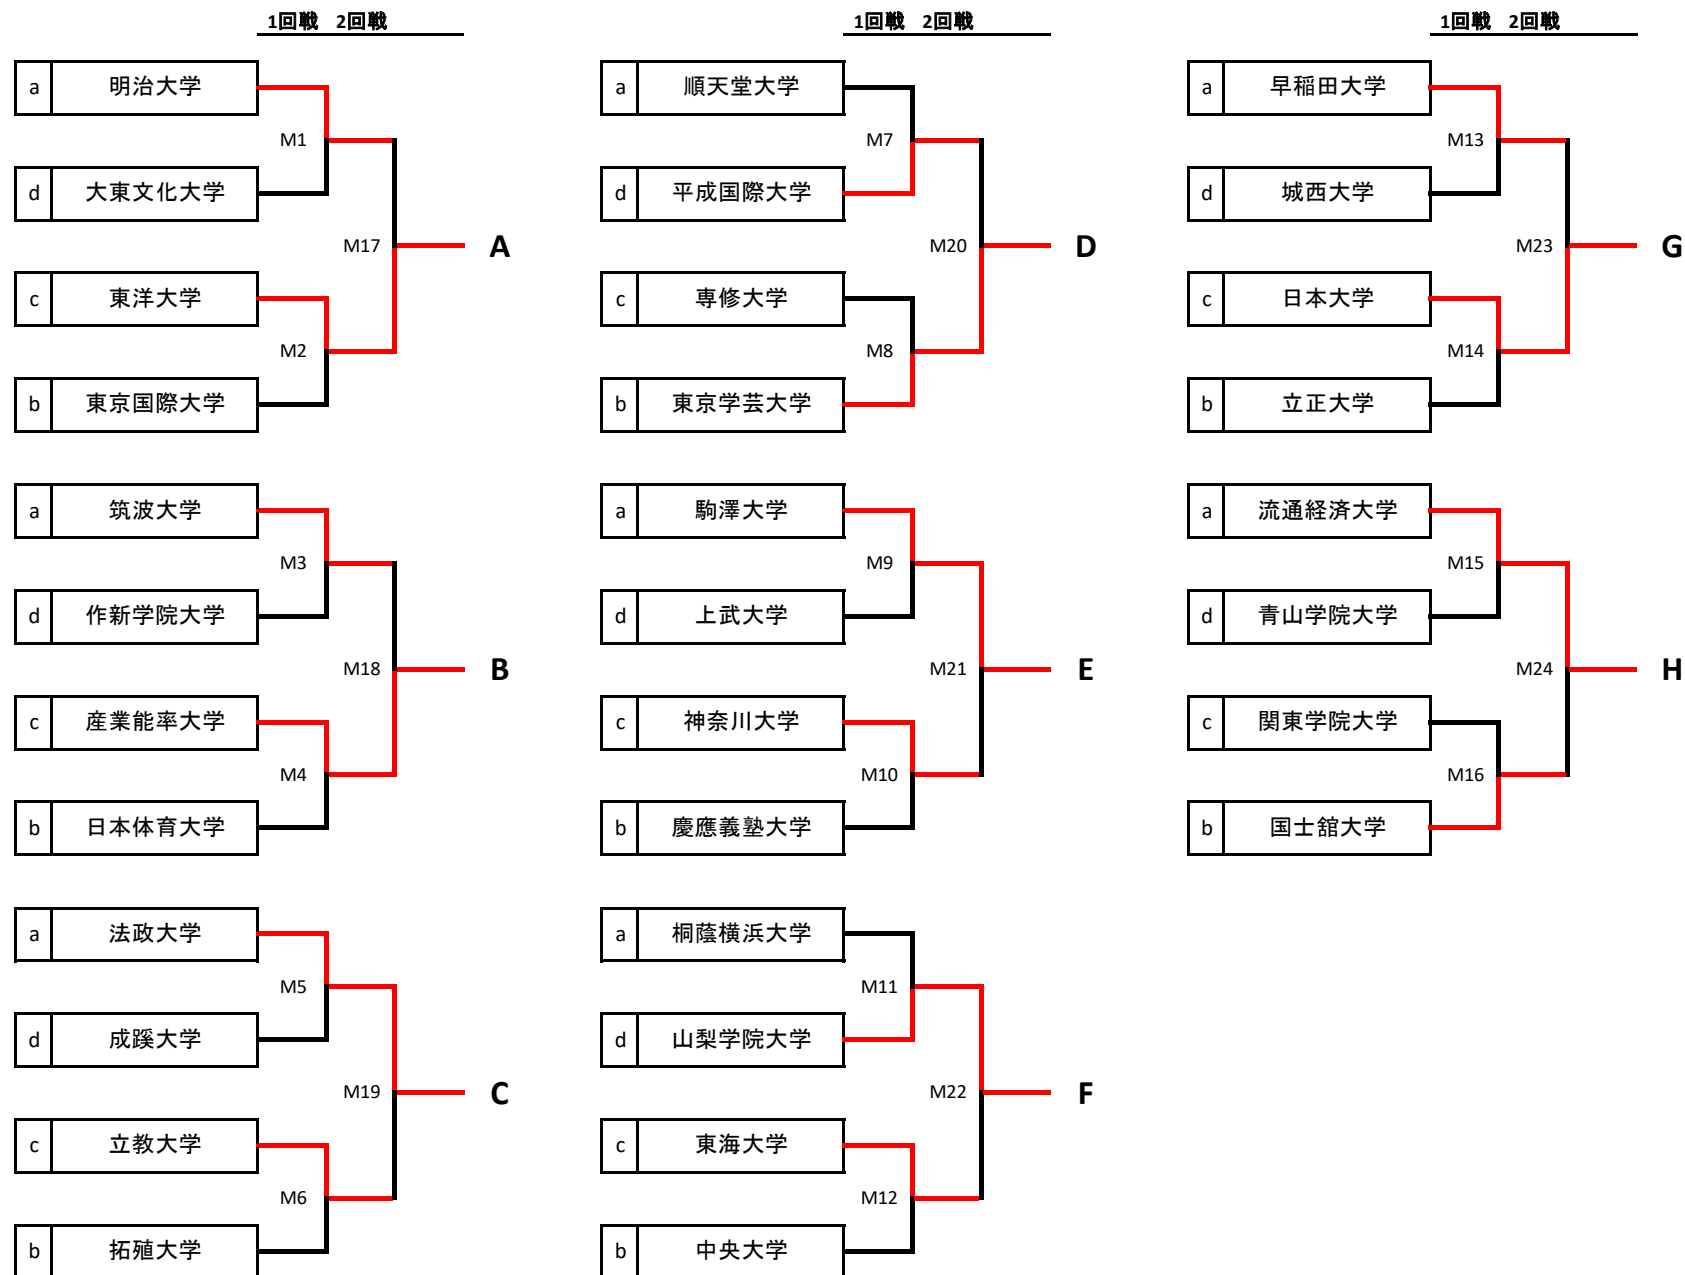 1回戦 2回戦
a 明治大学
M1
d 大東文化大学
M17
A
c 東洋大学
M2
b 東京国際大学
a 筑波大学
M3
d 作新学院大学
M18
B
c 産業能率大学
M4
b 日本体育大学
a 法政大学
M5
d 成蹊大学
M19
C
c 立教大学
M6
b 拓殖大学
1回戦 2回戦
a 順天堂大学
M7
d 平成国際大学
M20
D
c 専修大学
M8
b 東京学芸大学
a 駒澤大学
M9
d 上武大学
M21
E
c 神奈川大学
M10
b 慶應義塾大学
a 桐蔭横浜大学
M11
d 山梨学院大学
M22
F
c 東海大学
M12
b 中央大学
1回戦 2回戦
a 早稲田大学
M13
d 城西大学
M23
G
c 日本大学
M14
b 立正大学
a 流通経済大学
M15
d 青山学院大学
M24
H
c 関東学院大学
M16
b 国士舘大学